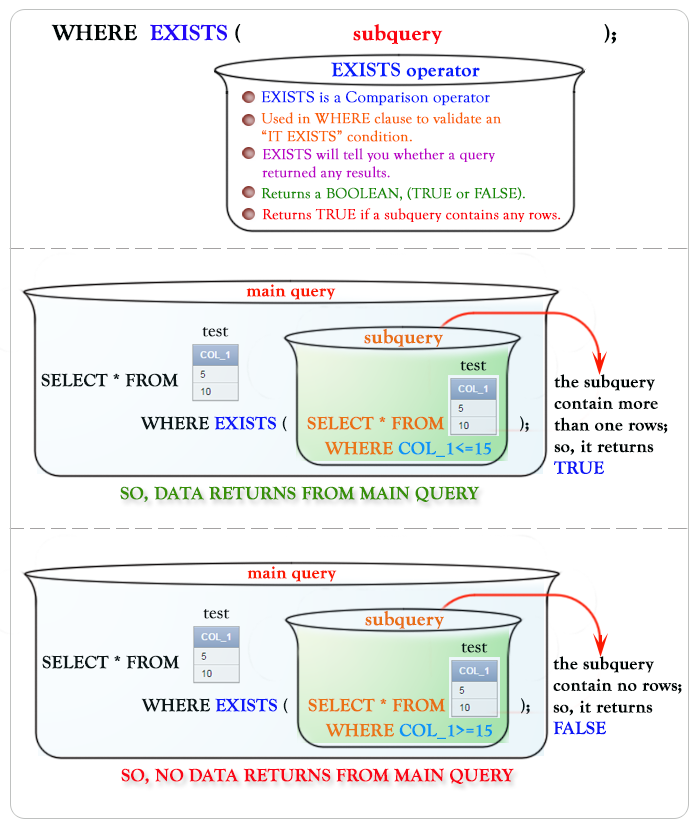 WHERE EXISTS ( subquery );
EXISTS operator
EXISTS is a Comparison operator
Used in WHERE clause to validate an
“IT EXISTS” condition.
EXISTS will tell you whether a query
returned any results.
Returns a BOOLEAN, (TRUE or FALSE).
Returns TRUE if a subquery contains any rows.
main query
test
COL_1
5
10
SELECT * FROM
WHERE EXISTS (
subquery
test
COL_1
5
10
SELECT * FROM
WHERE COL_1<=15
);
the subquery
contain more
than one rows;
so, it returns
TRUE
SO, DATA RETURNS FROM MAIN QUERY
main query
test
COL_1
5
10
SELECT * FROM
WHERE EXISTS (
subquery
test
COL_1
5
10
SELECT * FROM
WHERE COL_1>=15
);
the subquery
contain no rows;
so, it returns
FALSE
SO, NO DATA RETURNS FROM MAIN QUERY